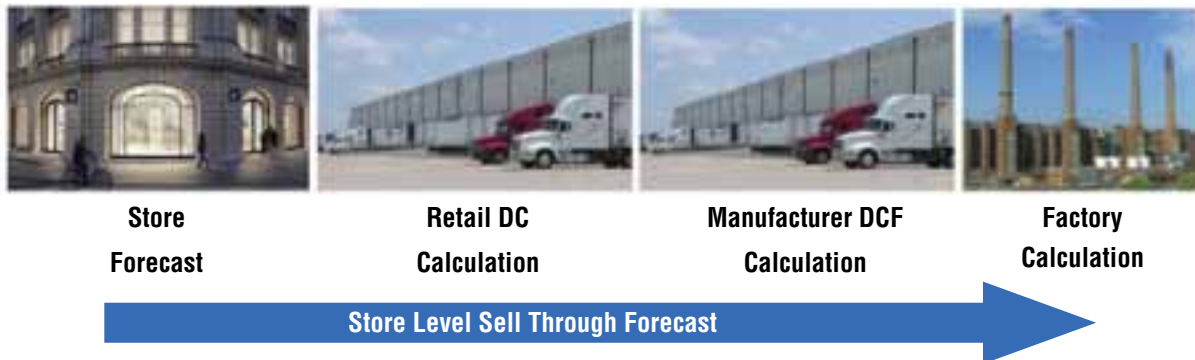 Store
Forecast
Retail DC
Calculation
Manufacturer DCF
Calculation
Factory
Calculation
Store Level Sell Through Forecast